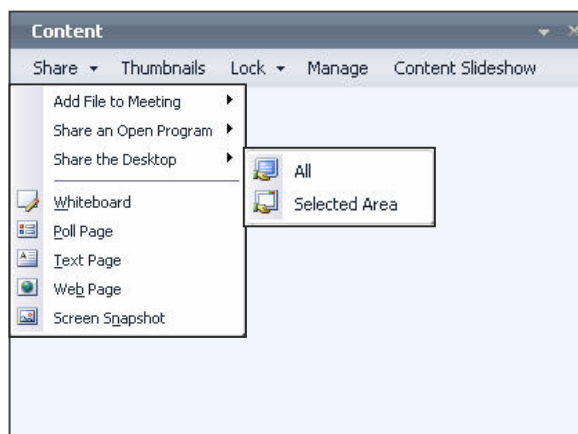 Content
Share Thumbnails Lock Manage Content Slideshow
Add File to Meeting
Share an Open Program
Share the Desktop
All
Selected Area
Whiteboard
Poll Page
Text Page
Web Page
Screen Snapshot